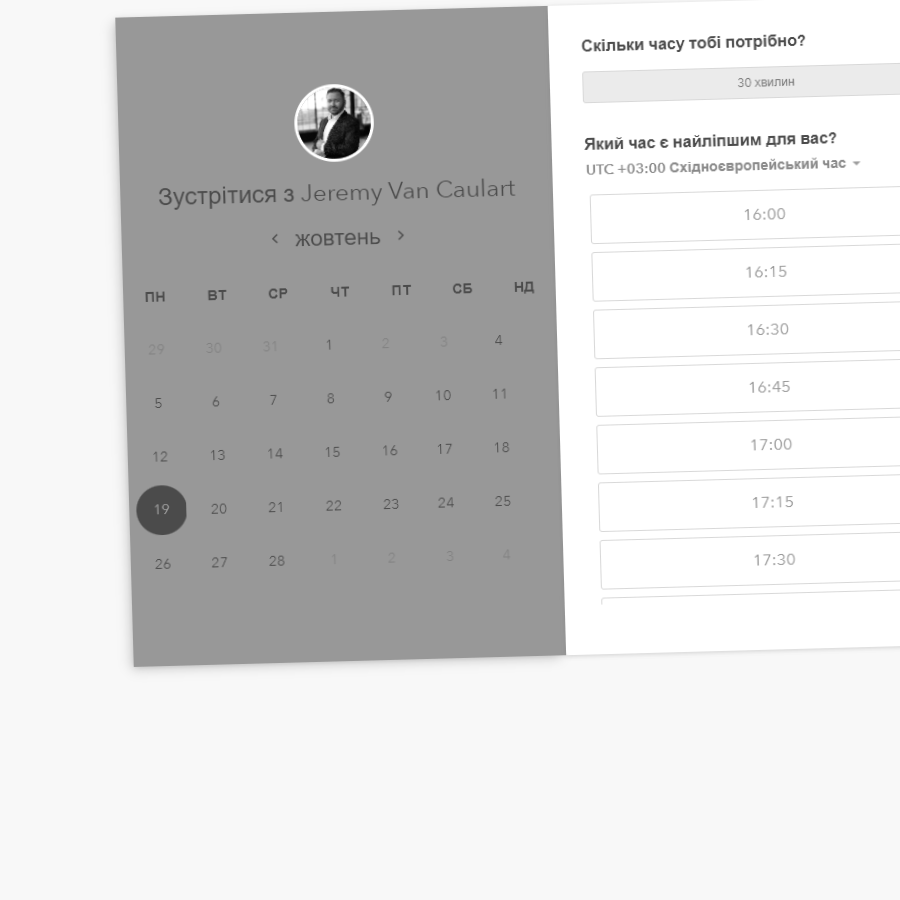 Зустрітися з Jeremy Van Caulart
жовтень
ПН ВТ СР ЧТ ПТ СБ НД
29 30 31 1 2 3 4
5 6 7 8 9 10 11
12 13 14 15 16 17 18
19 20 21 22 23 24 25
26 27 28 1 2 3 4
Скільки часу тобі потрібно?
30 хвилин
Який час є найліпшим для вас?
UTC +03:00 Східноєвропейський час
16:00
16:15
16:30
16:45
17:00
17:15
17:30